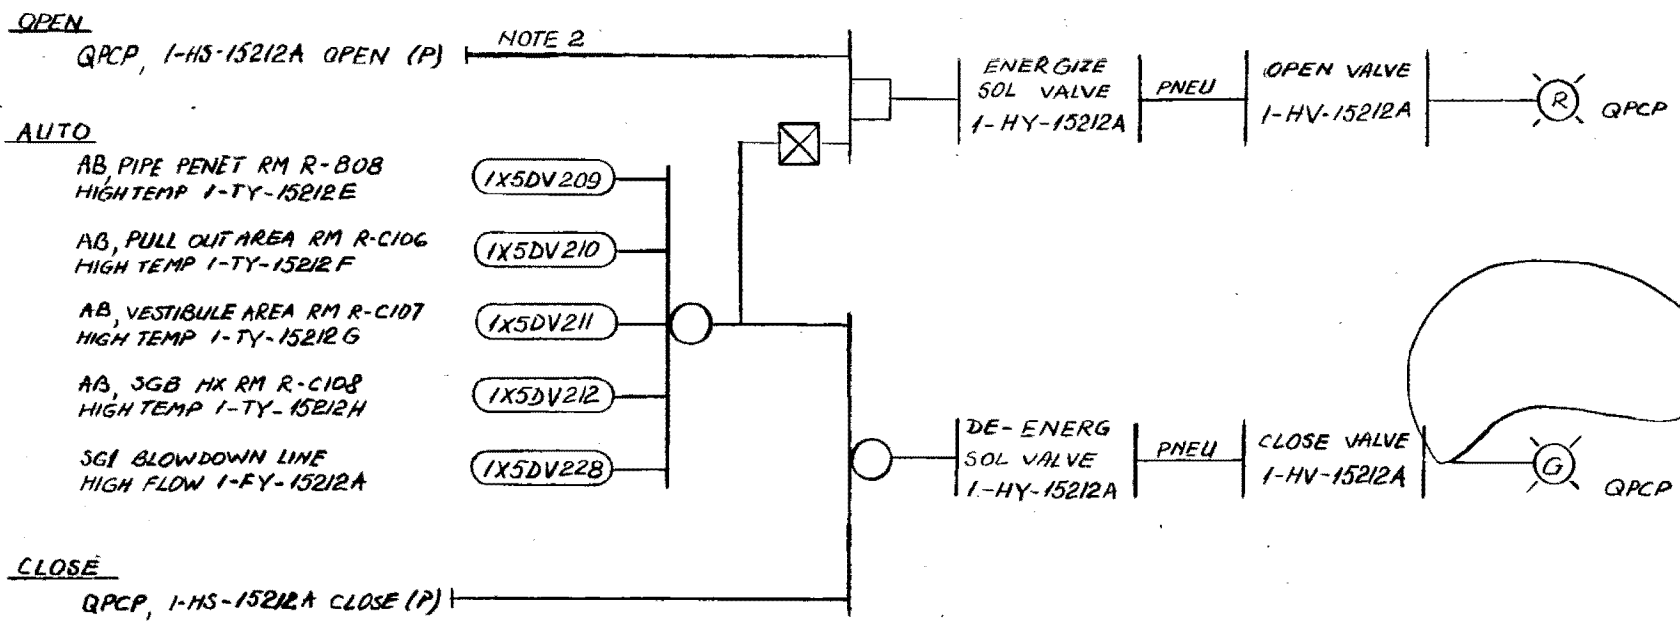 OPEN
QPCP, 1-HS-15212A OPEN (P)
NOTE 2
ENERGIZE
SOL VALVE
1-HY-15212A
PNEU
OPEN VALVE
1-HV-15212A
R
QPCP
AUTO
AB, PIPE PENET RM R-B08
HIGH TEMP 1-TY-15212E
1X5DV209
AB, PULL OUT AREA RM R-C106
HIGH TEMP 1-TY-15212F
1X5DV210
AB, VESTIBULE AREA RM R-C107
HIGH TEMP 1-TY-15212G
1X5DV211
AB, SGB HX RM R-C108
HIGH TEMP 1-TY-15212H
1X5DV212
SG1 BLOWDOWN LINE
HIGH FLOW 1-FY-15212A
1X5DV228
DE-ENERG
SOL VALVE
1-HY-15212A
PNEU
CLOSE VALVE
1-HV-15212A
G
QPCP
CLOSE
QPCP, 1-HS-15212A CLOSE (P)